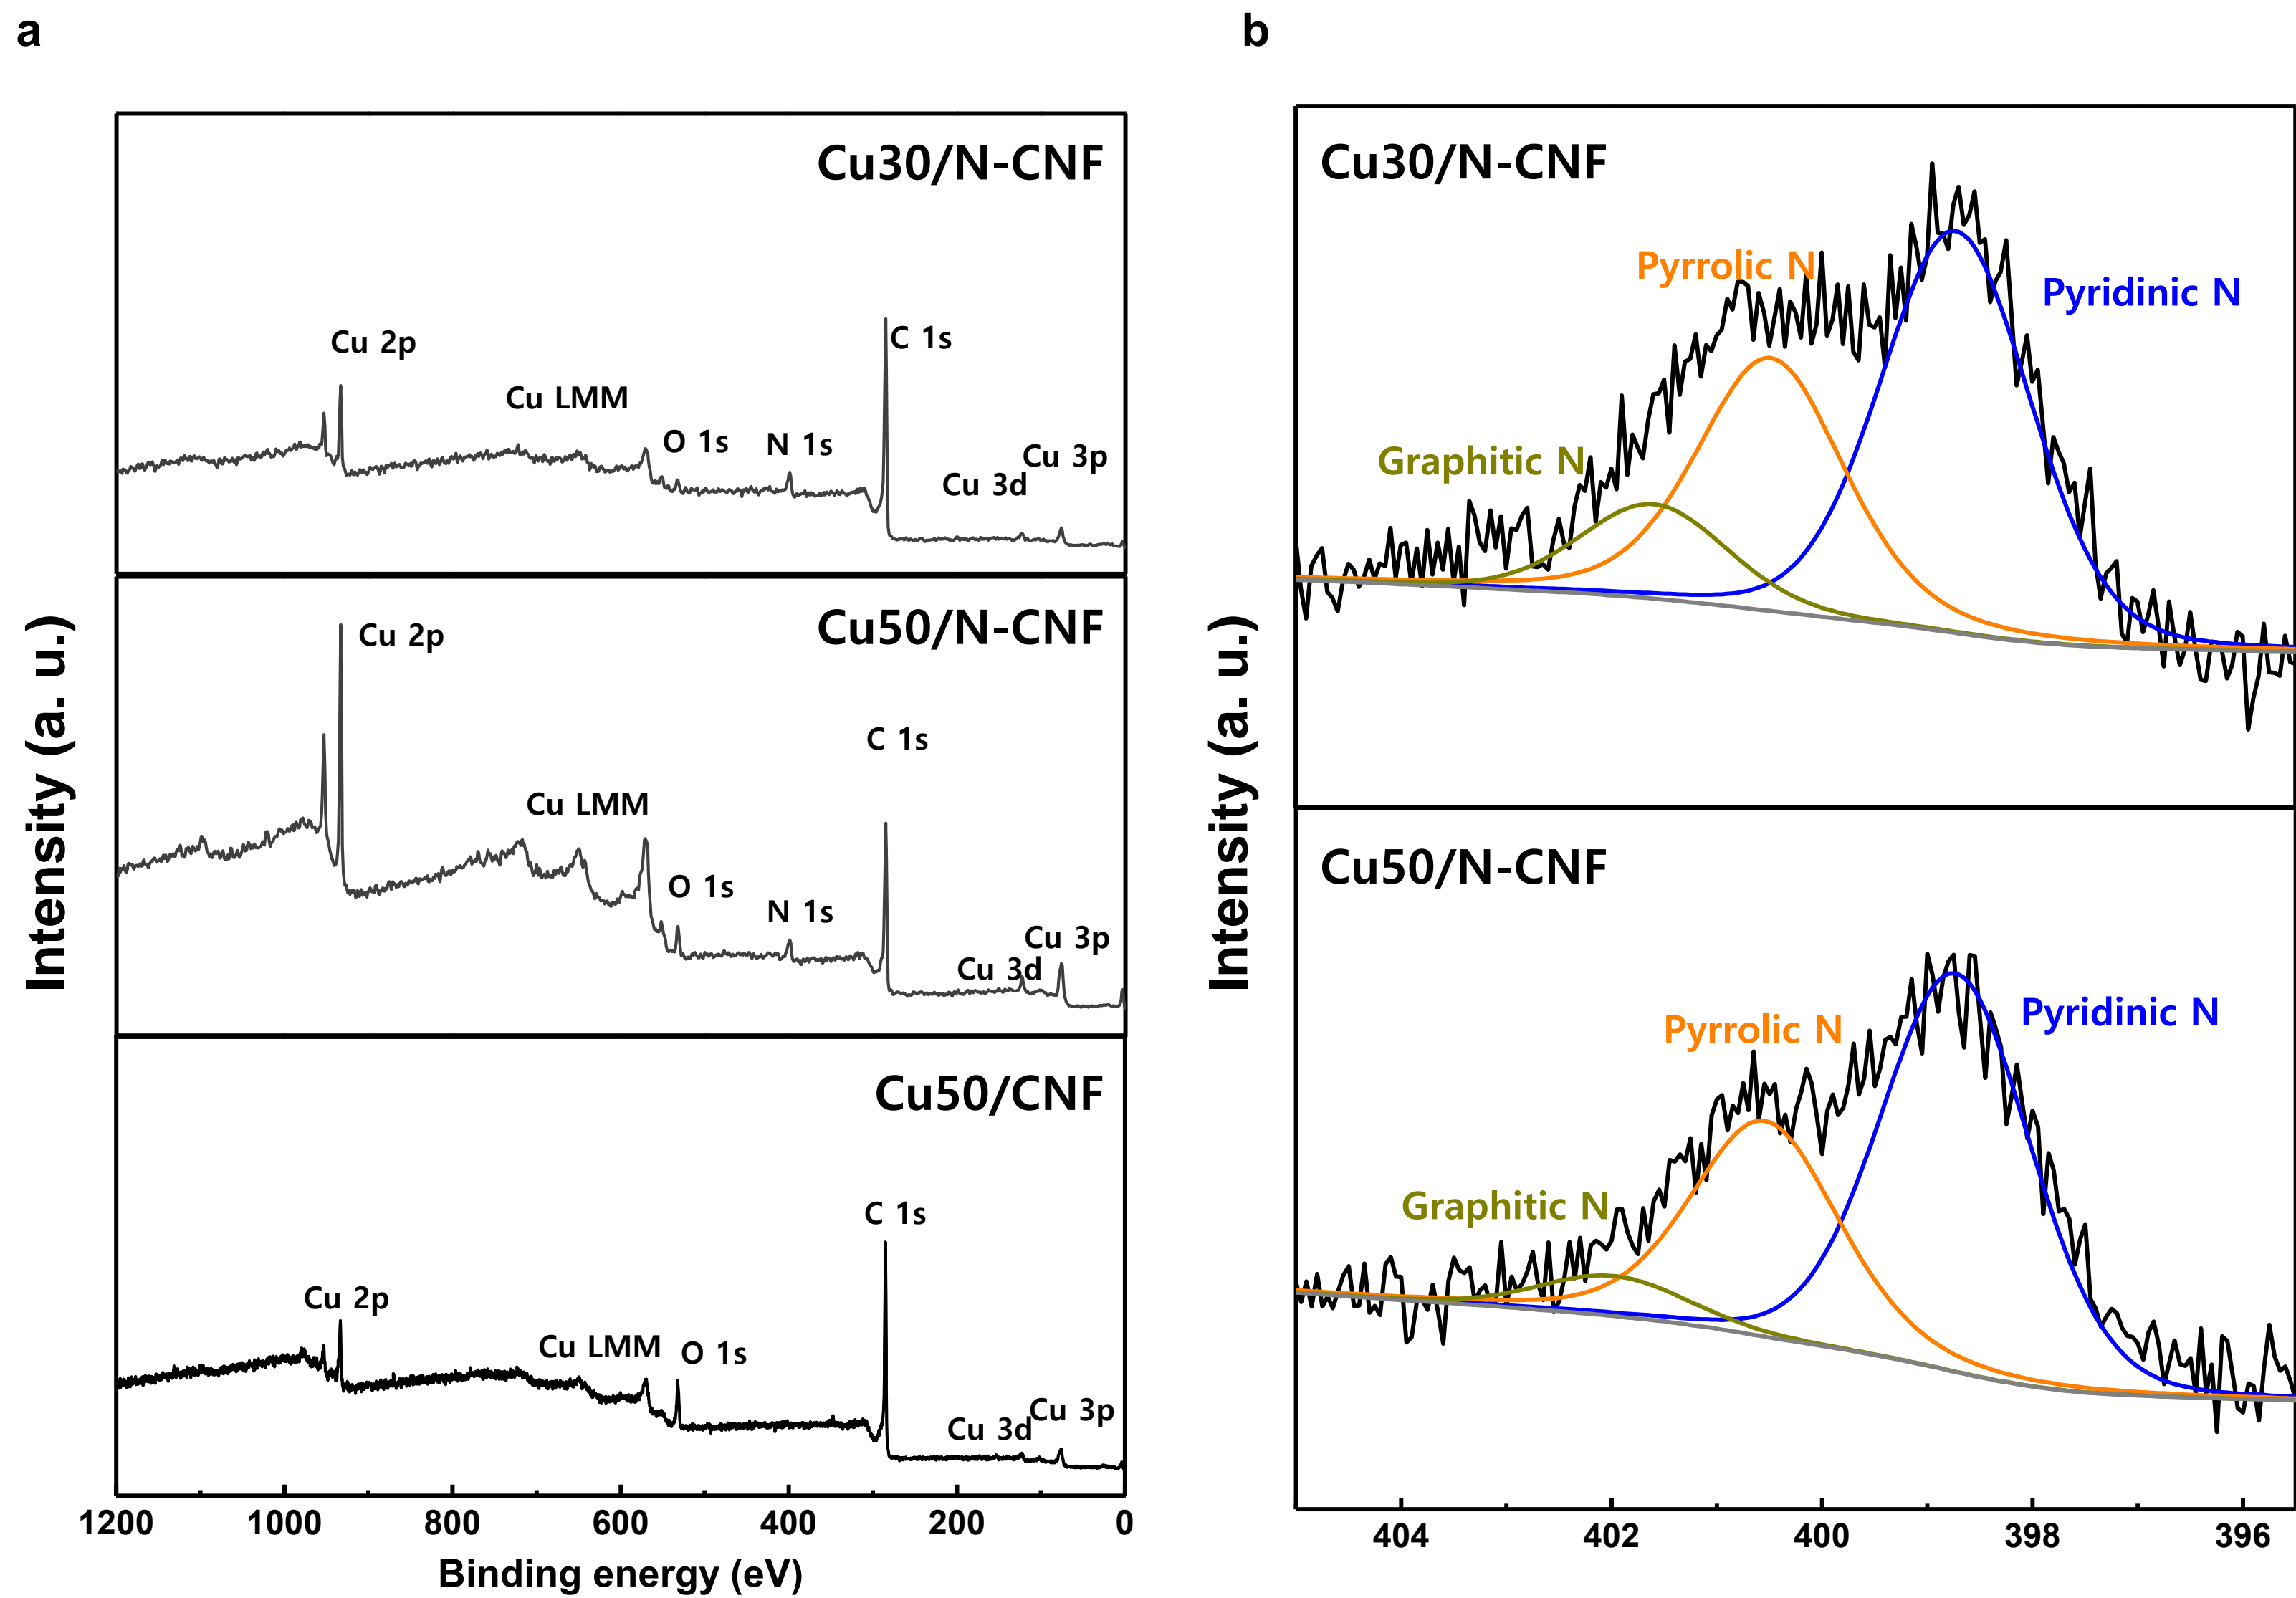 a
Intensity (a. u.)
Cu30/N-CNF
Cu 2p
Cu LMM
O 1s
N 1s
C 1s
Cu 3d
Cu 3p
Cu50/N-CNF
Cu 2p
Cu LMM
O 1s
N 1s
C 1s
Cu 3d
Cu 3p
Cu50/CNF
Cu 2p
Cu LMM
O 1s
C 1s
Cu 3d
Cu 3p
1200 1000 800 600 400 200 0
Binding energy (eV)
b
Intensity (a. u.)
Cu30/N-CNF
Pyrrolic N
Pyridinic N
Graphitic N
Cu50/N-CNF
Pyrrolic N
Pyridinic N
Graphitic N
404 402 400 398 396